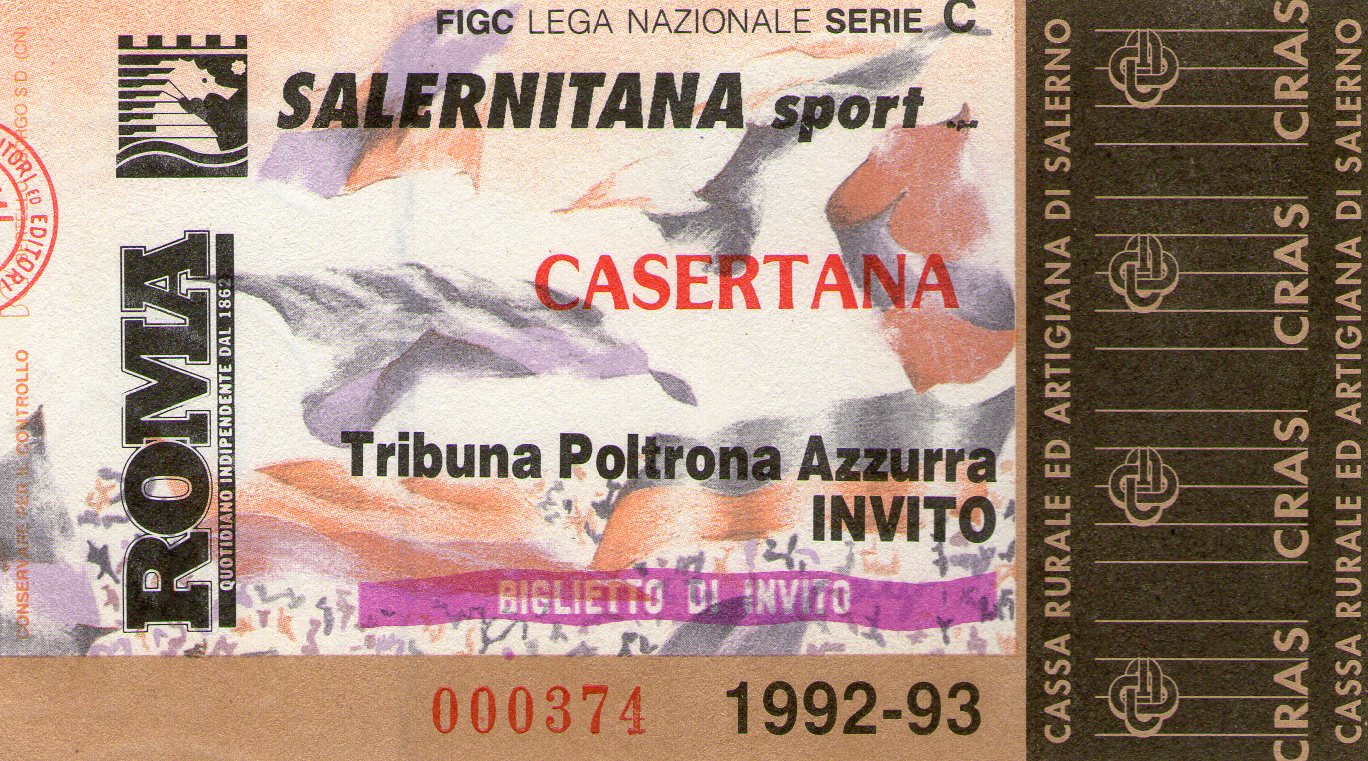 FIGC LEGA NAZIONALE SERIE C
SALERNITANA sport
CASERTANA
Tribuna Poltrona Azzurra
INVITO
BIGLIETTO DI INVITO
000374
1992-93
ROMA
QUOTIDIANO INDIPENDENTE DAL 1862
CONSERVARE PER IL CONTROLLO
ED EDITORI
CASSA RURALE ED ARTIGIANA DI SALERNO
CRAS
CRAS
CRAS
CRAS
CASSA RURALE ED ARTIGIANA DI SALERNO